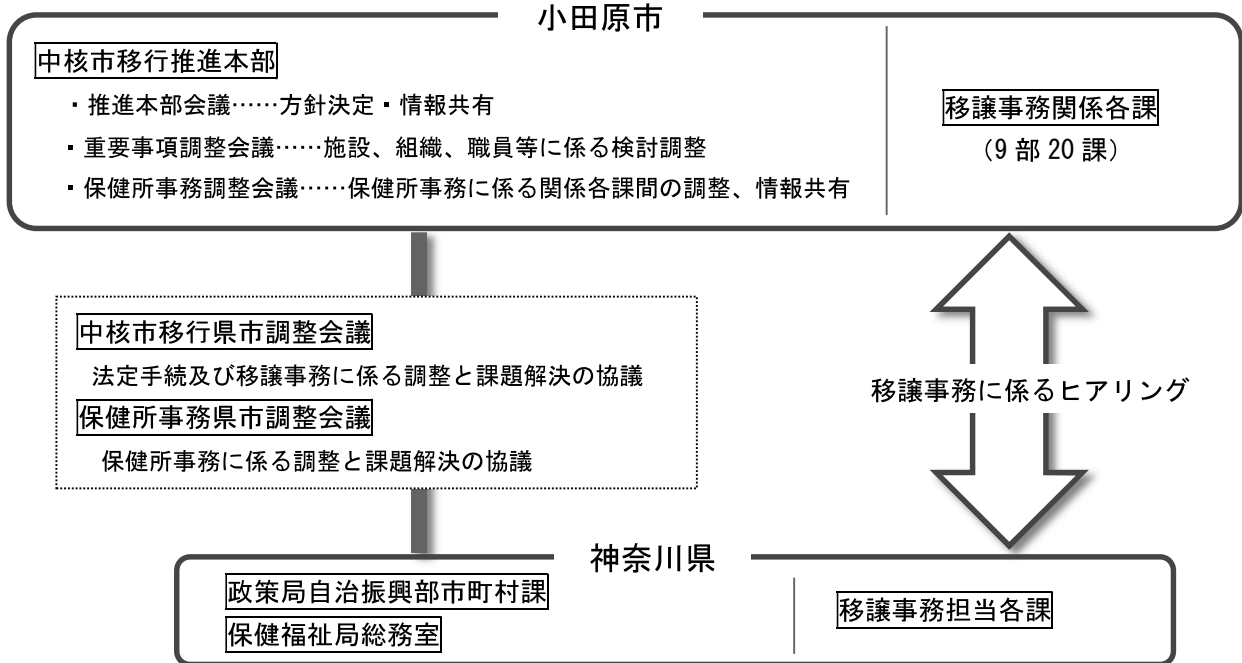 小田原市
中核市移行推進本部
・推進本部会議……方針決定・情報共有
・重要事項調整会議……施設、組織、職員等に係る検討調整
・保健所事務調整会議……保健所事務に係る関係各課間の調整、情報共有
移譲事務関係各課
（9 部 20 課）
中核市移行県市調整会議
法定手続及び移譲事務に係る調整と課題解決の協議
保健所事務県市調整会議
保健所事務に係る調整と課題解決の協議
移譲事務に係るヒアリング
神奈川県
政策局自治振興部市町村課
保健福祉局総務室
移譲事務担当各課